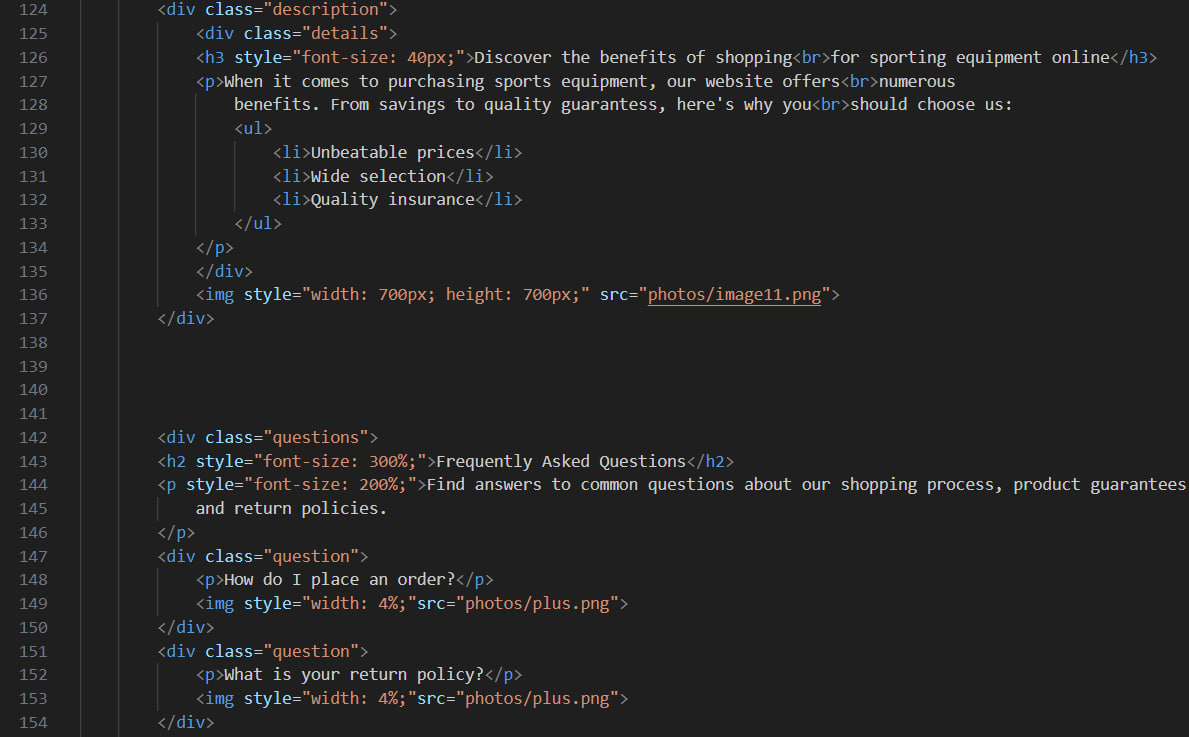 124 <div class="description">
125 <div class="details">
126 <h3 style="font-size: 40px;">Discover the benefits of shopping<br>for sporting equipment online</h3>
127 <p>When it comes to purchasing sports equipment, our website offers<br>numerous
128 benefits. From savings to quality guarantess, here's why you<br>should choose us:
129 <ul>
130 <li>Unbeatable prices</li>
131 <li>Wide selection</li>
132 <li>Quality insurance</li>
133 </ul>
134 </p>
135 </div>
136 <img style="width: 700px; height: 700px;" src="photos/image11.png">
137 </div>
138
139
140
141
142 <div class="questions">
143 <h2 style="font-size: 300%;">Frequently Asked Questions</h2>
144 <p style="font-size: 200%;">Find answers to common questions about our shopping process, product guarantees
145 and return policies.
146 </p>
147 <div class="question">
148 <p>How do I place an order?</p>
149 <img style="width: 4%;"src="photos/plus.png">
150 </div>
151 <div class="question">
152 <p>What is your return policy?</p>
153 <img style="width: 4%;"src="photos/plus.png">
154 </div>